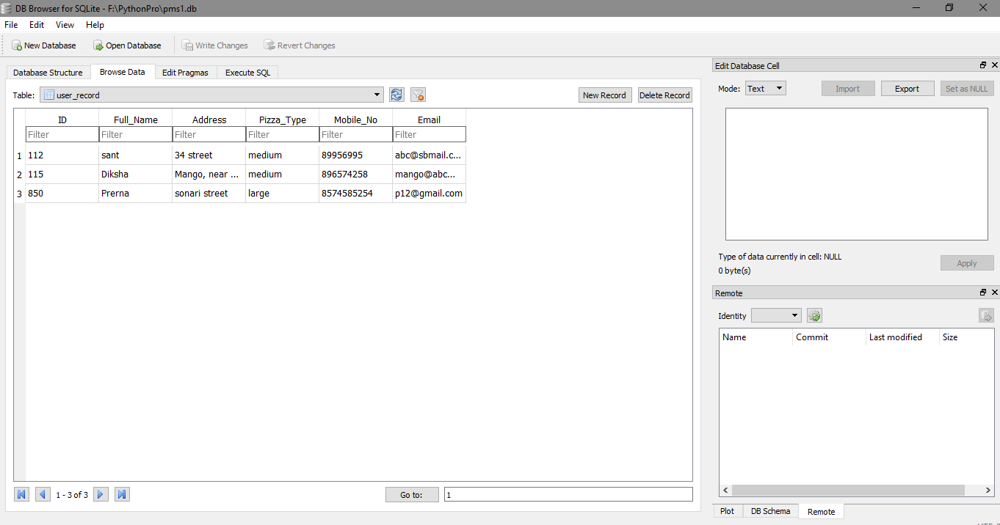 DB Browser for SQLite - F:\PythonPro\pms1.db
File Edit View Help
New Database Open Database Write Changes Revert Changes
Database Structure Browse Data Edit Pragmas Execute SQL
Table: user_record New Record Delete Record
ID Full_Name Address Pizza_Type Mobile_No Email
Filter Filter Filter Filter Filter Filter
1 112 sant 34 street medium 89956995 abc@sbmail.c...
2 115 Diksha Mango, near ... medium 896574258 mango@abc...
3 850 Prerna sonari street large 8574585254 p12@gmail.com
1 - 3 of 3 Go to: 1
Edit Database Cell
Mode: Text Import Export Set as NULL
Type of data currently in cell: NULL
0 byte(s)
Apply
Remote
Identity
Name Commit Last modified Size
Plot DB Schema Remote